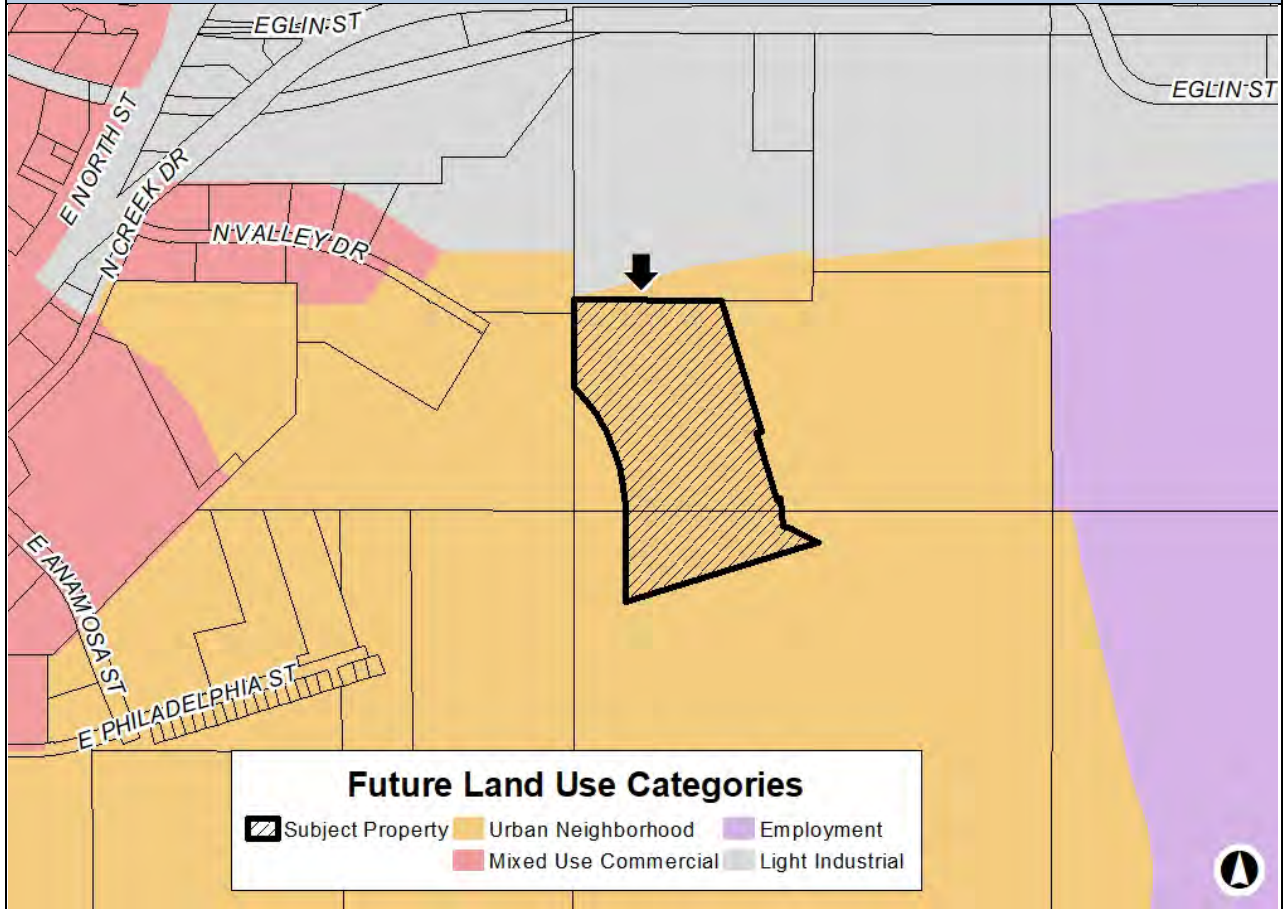 EGLIN ST
EGLIN ST
E NORTH ST
N CREEK DR
N VALLEY DR
E ANAMOSA ST
E PHILADELPHIA ST
Future Land Use Categories
Subject Property
Urban Neighborhood
Employment
Mixed Use Commercial
Light Industrial